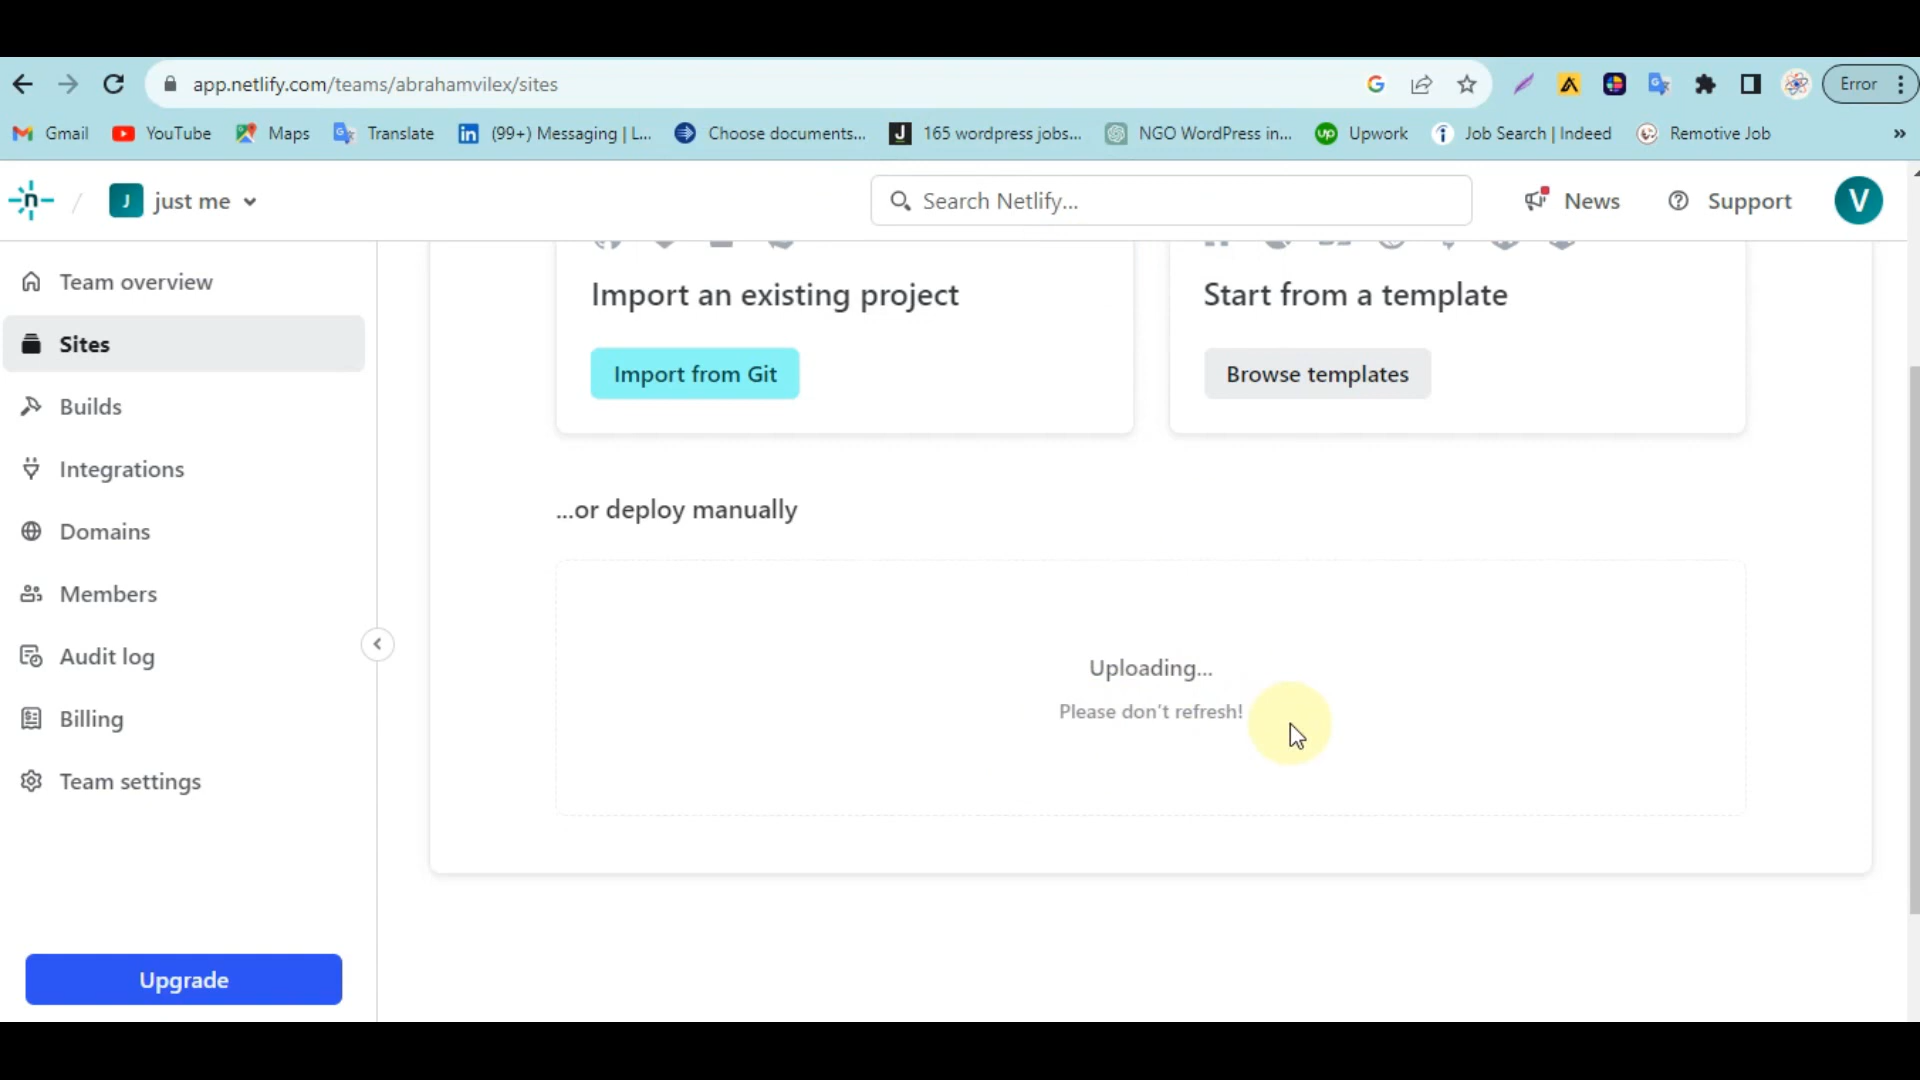 app.netlify.com/teams/abrahamvilex/sites
Error
Gmail
YouTube
Maps
Translate
(99+) Messaging | L...
Choose documents...
165 wordpress jobs...
NGO WordPress in...
Upwork
Job Search | Indeed
Remotive Job
»
n / J just me
Search Netlify...
News
Support
V
Team overview
Sites
Builds
Integrations
Domains
Members
Audit log
Billing
Team settings
Upgrade
Import an existing project
Import from Git
Start from a template
Browse templates
...or deploy manually
Uploading...
Please don't refresh!